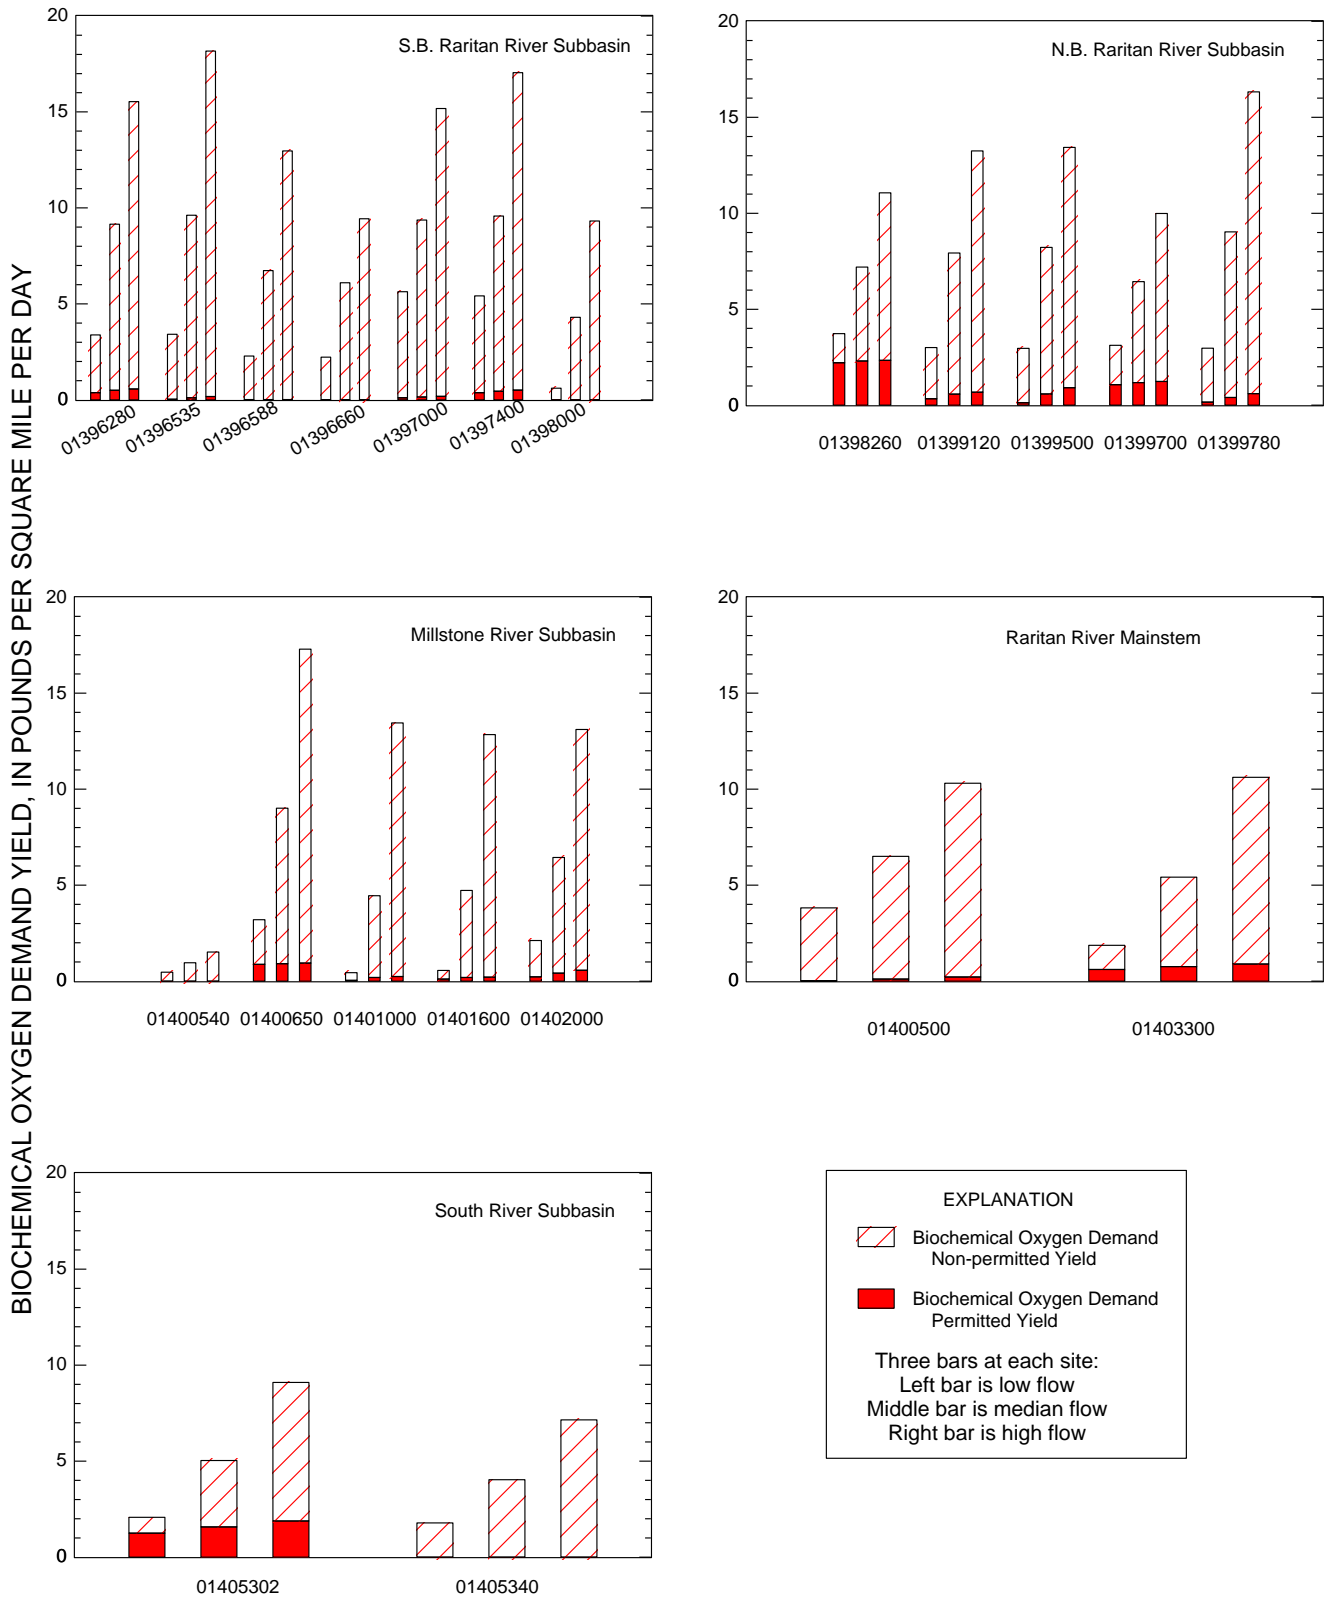 BIOCHEMICAL OXYGEN DEMAND YIELD, IN POUNDS PER SQUARE MILE PER DAY
S.B. Raritan River Subbasin
20
15
10
5
0
01396280
01396535
01396588
01396660
01397000
01397400
01398000
N.B. Raritan River Subbasin
20
15
10
5
0
01398260 01399120 01399500 01399700 01399780
Millstone River Subbasin
20
15
10
5
0
01400540 01400650 01401000 01401600 01402000
Raritan River Mainstem
20
15
10
5
0
01400500 01403300
South River Subbasin
20
15
10
5
0
01405302 01405340
EXPLANATION
Biochemical Oxygen Demand
Non-permitted Yield
Biochemical Oxygen Demand
Permitted Yield
Three bars at each site:
Left bar is low flow
Middle bar is median flow
Right bar is high flow